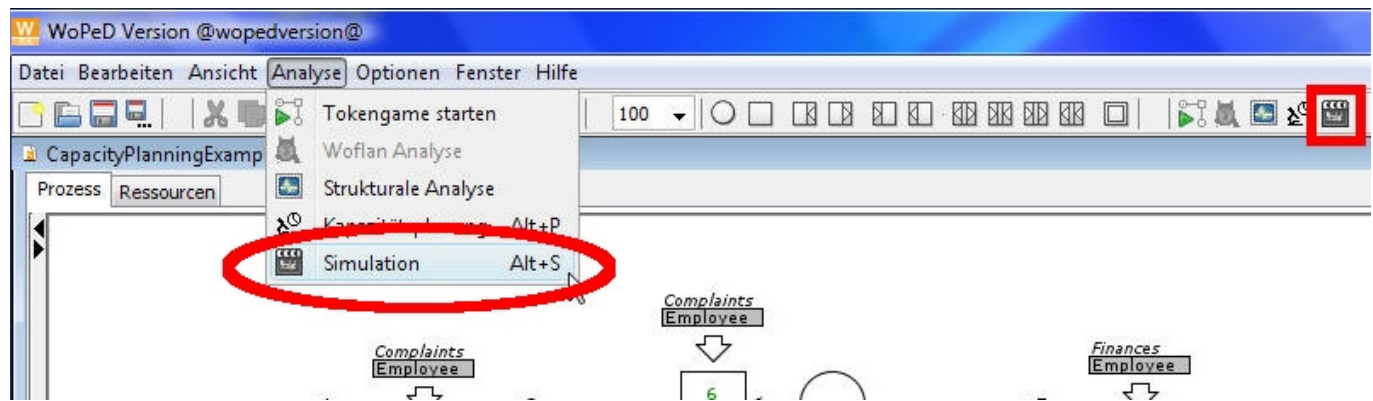 WoPeD Version @wopedversion@
Datei Bearbeiten Ansicht Analyse Optionen Fenster Hilfe
100
Tokengame starten
Woflan Analyse
Strukturale Analyse
Alt+P
Simulation Alt+S
CapacityPlanningExamp
Prozess Ressourcen
Complaints
Employee
Complaints
Employee
Finances
Employee
6